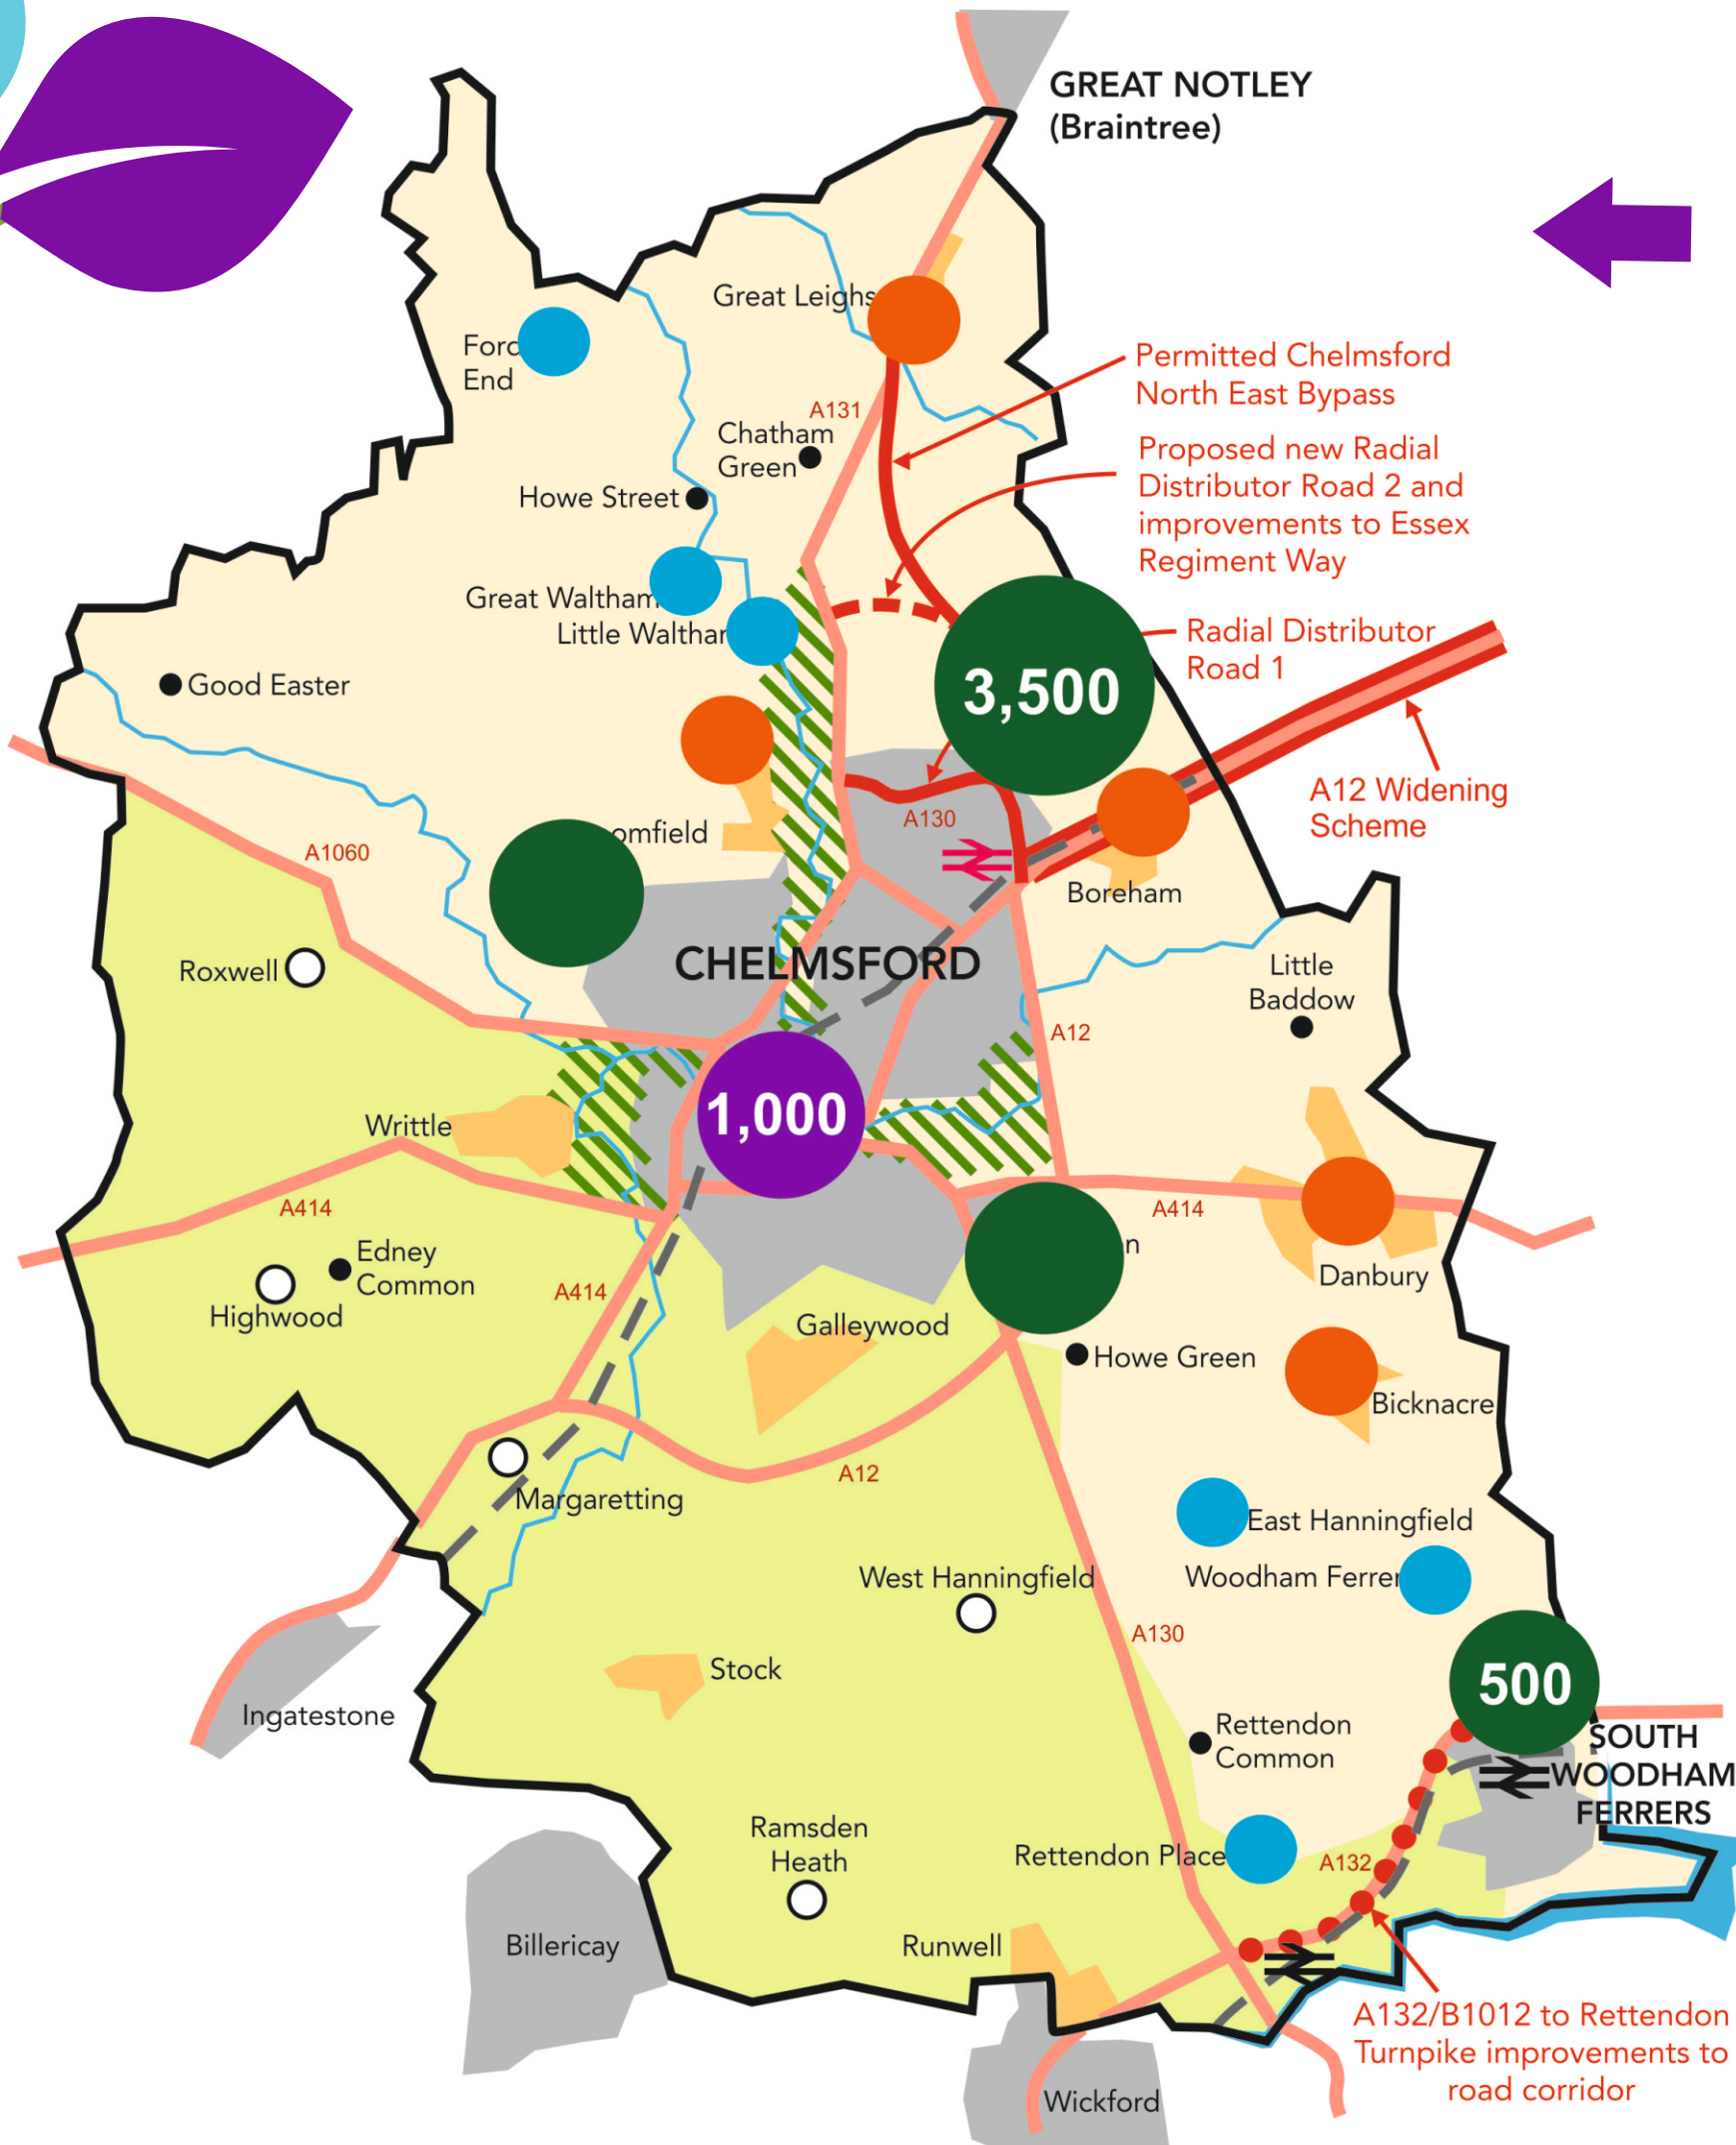 GREAT NOTLEY
(Braintree)
Great Leighs
Ford
End
Permitted Chelmsford
North East Bypass
A131
Chatham
Green
Proposed new Radial
Distributor Road 2 and
improvements to Essex
Regiment Way
Howe Street
Great Waltham
Little Waltham
Radial Distributor
Road 1
Good Easter
3,500
A12 Widening
Scheme
A130
omfield
A1060
Boreham
CHELMSFORD
Roxwell
Little
Baddow
A12
1,000
Writtle
A414
A414
n
Edney
Common
Danbury
A414
Highwood
Galleywood
Howe Green
Bicknacre
A12
Margaretting
East Hanningfield
West Hanningfield
Woodham Ferrer
A130
Stock
500
Ingatestone
Rettendon
Common
SOUTH
WOODHAM
FERRERS
Ramsden
Heath
Rettendon Place
A132
Billericay
Runwell
A132/B1012 to Rettendon
Turnpike improvements to
road corridor
Wickford